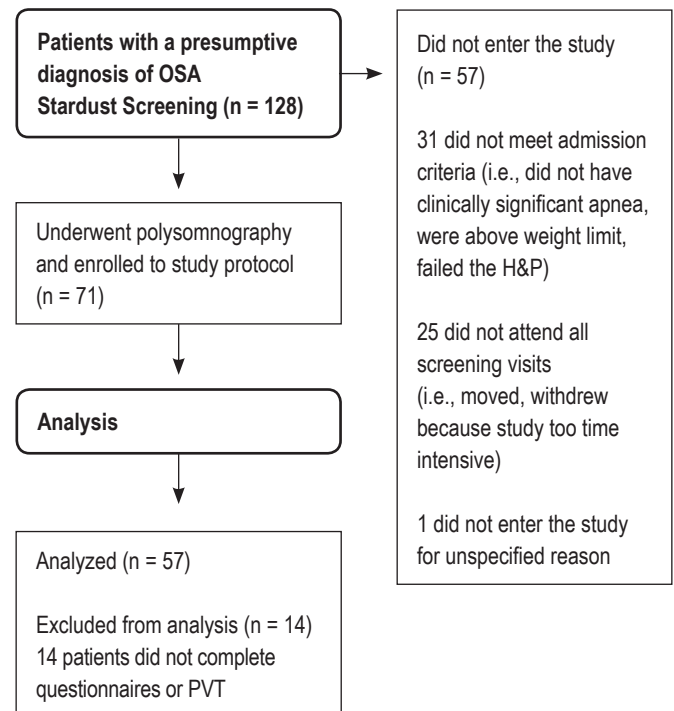 Patients with a presumptive
diagnosis of OSA
Stardust Screening (n = 128)
Did not enter the study
(n = 57)
31 did not meet admission
criteria (i.e., did not have
clinically significant apnea,
were above weight limit,
failed the H&P)
25 did not attend all
screening visits
(i.e., moved, withdrew
because study too time
intensive)
1 did not enter the study
for unspecified reason
Underwent polysomnography
and enrolled to study protocol
(n = 71)
Analysis
Analyzed (n = 57)
Excluded from analysis (n = 14)
14 patients did not complete
questionnaires or PVT